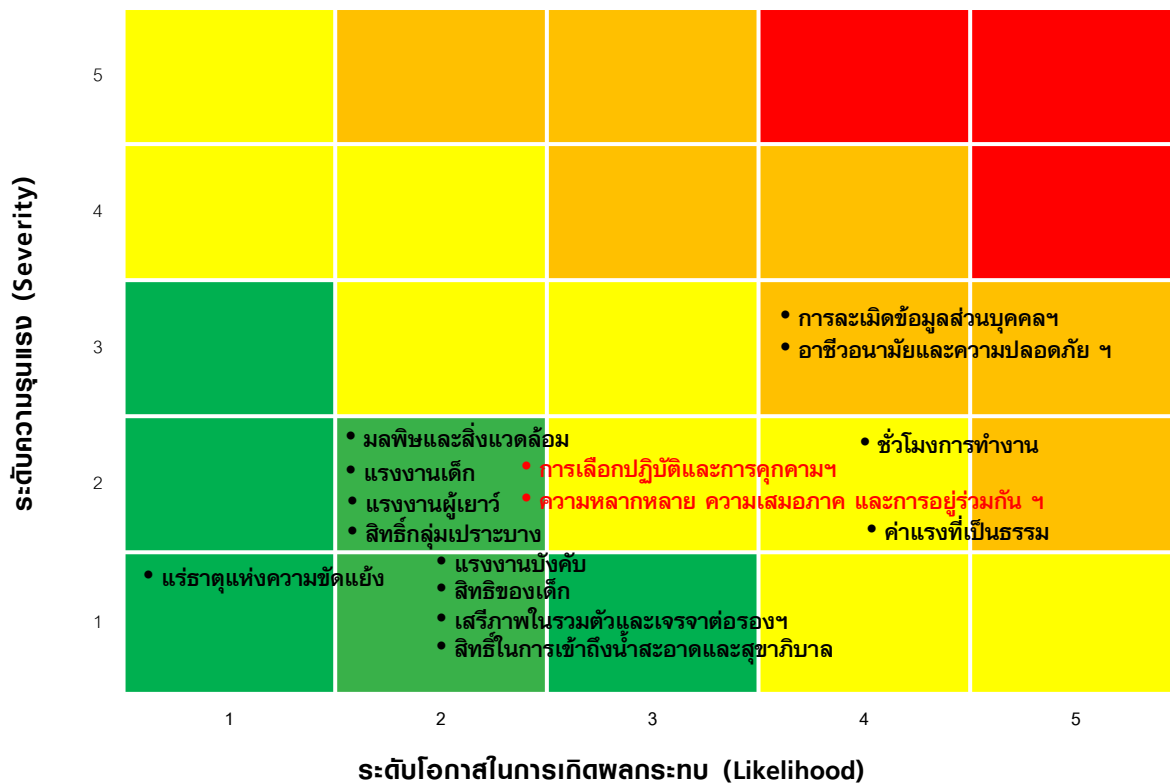 ระดับความรุนแรง (Severity)
5
4
3
• การละเมิดข้อมูลส่วนบุคคลฯ
• อาชีวอนามัยและความปลอดภัย ฯ
2
• มลพิษและสิ่งแวดล้อม
• แรงงานเด็ก
• แรงงานผู้เยาว์
• สิทธิ์กลุ่มเปราะบาง
• การเลือกปฏิบัติและการคุกคามฯ
• ความหลากหลาย ความเสมอภาค และการอยู่ร่วมกัน ฯ
• ชั่วโมงการทำงาน
• ค่าแรงที่เป็นธรรม
1
• แร่ธาตุแห่งความขัดแย้ง
• แรงงานบังคับ
• สิทธิของเด็ก
• เสรีภาพในรวมตัวและเจรจาต่อรองฯ
• สิทธิ์ในการเข้าถึงน้ำสะอาดและสุขาภิบาล
1 2 3 4 5
ระดับโอกาสในการเกิดผลกระทบ (Likelihood)